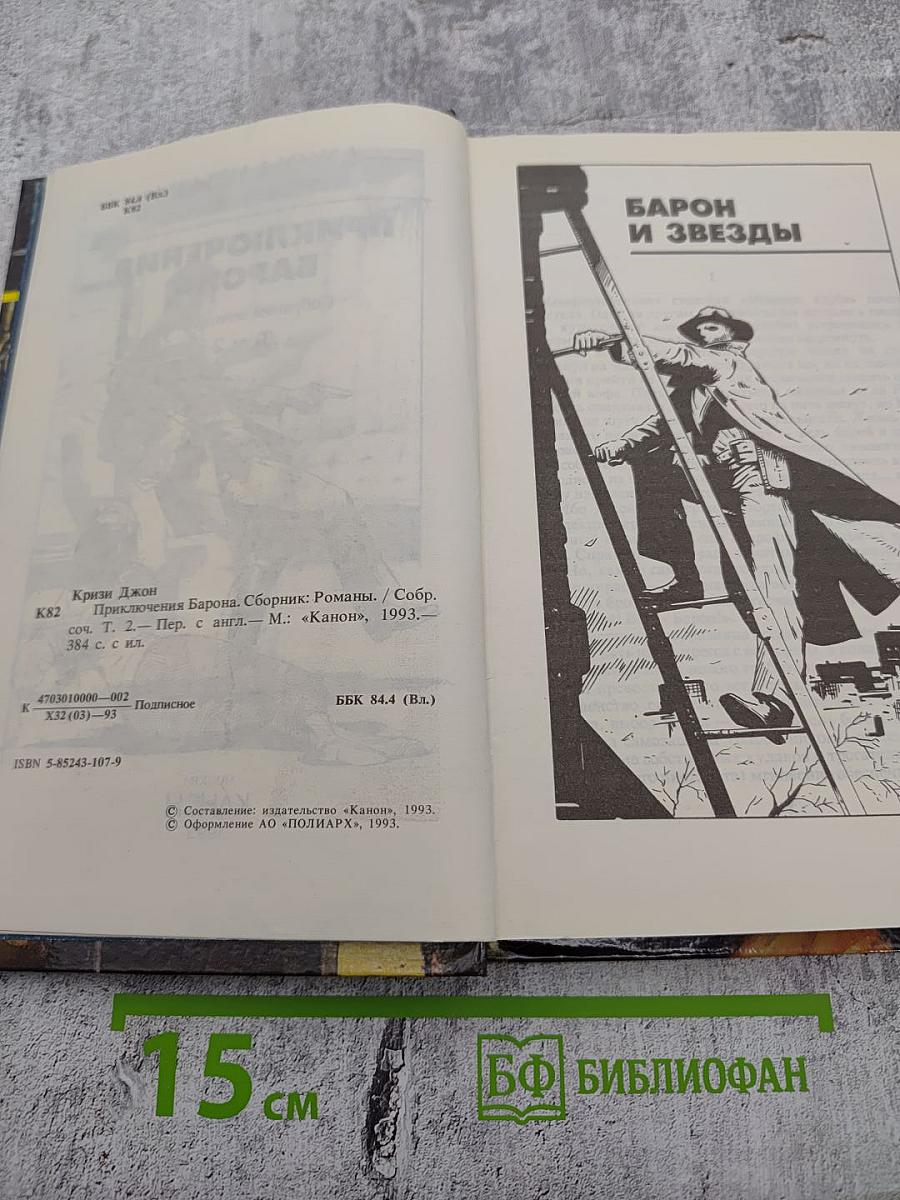 ББК 84.4 (Вл.)
К82
Кризи Джон
К82 Приключения Барона. Сборник: Романы. / Собр.
соч. Т. 2.— Пер. с англ.— М.: «Канон», 1993.—
384 с. с ил.
К 4703010000—002 Подписное
Х32(03)—93
ББК 84.4 (Вл.)
ISBN 5-85243-107-9
© Составление: издательство «Канон», 1993.
© Оформление АО «ПОЛИАРХ», 1993.
БАРОН
И ЗВЕЗДЫ
15 см
БФ БИБЛИОФАН